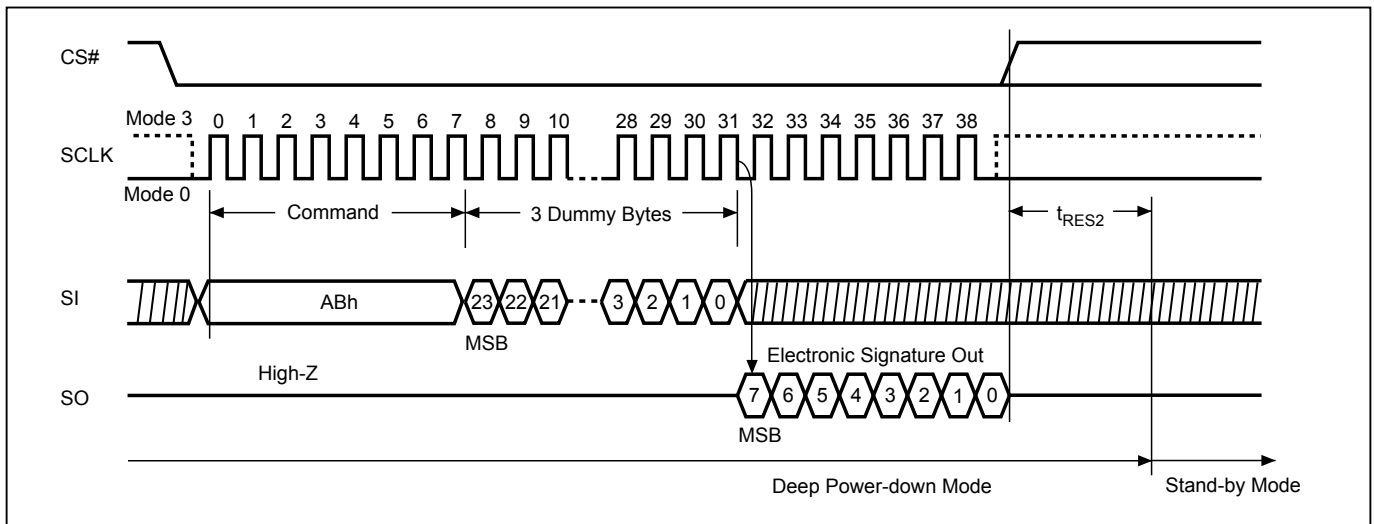 CS#
Mode 3 0 1 2 3 4 5 6 7 8 9 10 28 29 30 31 32 33 34 35 36 37 38
SCLK
Mode 0
Command 3 Dummy Bytes tRES2
SI ABh 23 22 21 3 2 1 0
MSB
Electronic Signature Out
High-Z
SO 7 6 5 4 3 2 1 0
MSB
Deep Power-down Mode Stand-by Mode